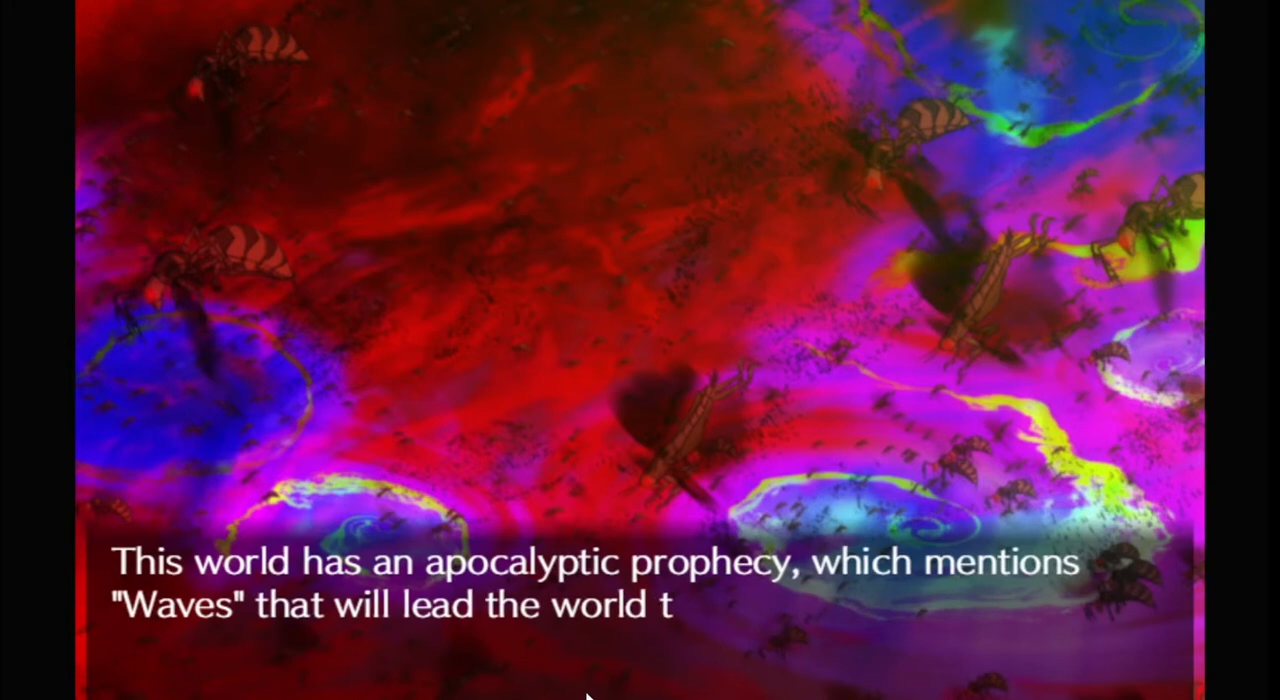 This world has an apocalyptic prophecy, which mentions
"Waves" that will lead the world t